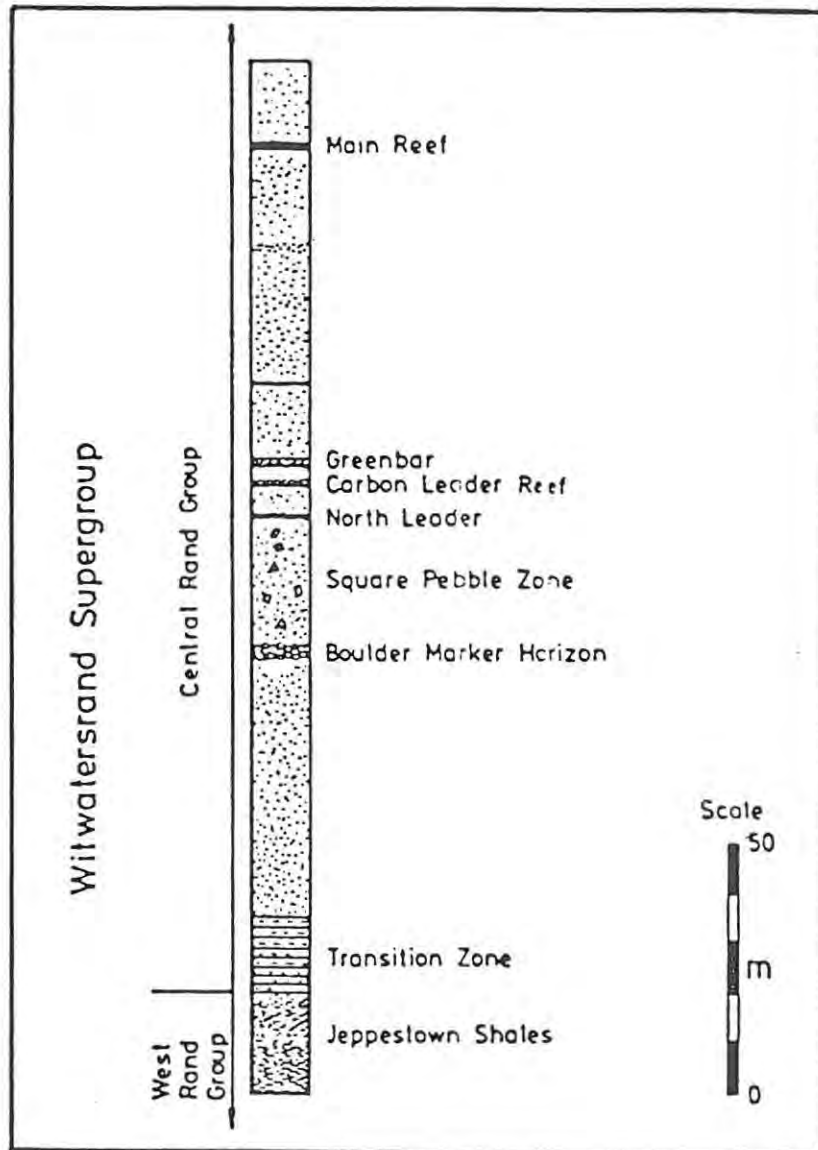 Witwatersrand Supergroup
Central Rand Group
West
Rand
Group
Main Reef
Greenbar
Carbon Leader Reef
North Leader
Square Pebble Zone
Boulder Marker Horizon
Transition Zone
Jeppestown Shales
Scale
50
m
0